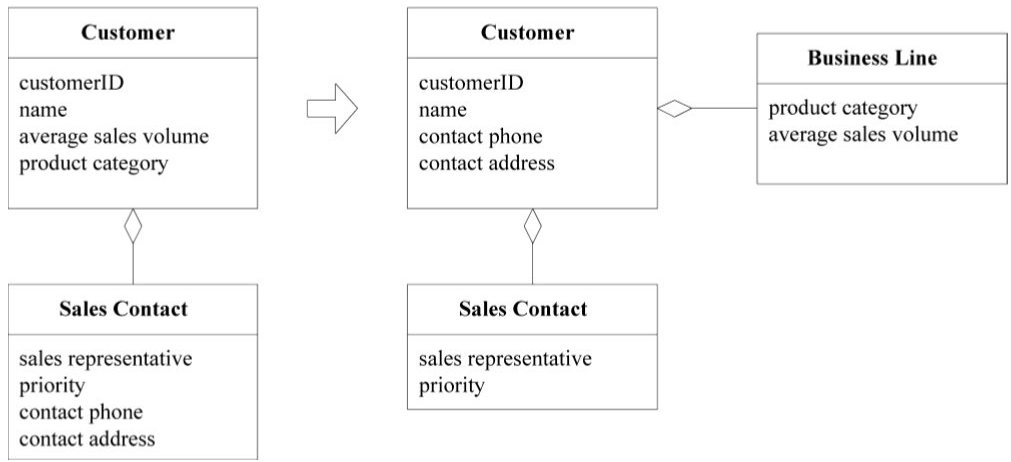 Customer
customerID
name
average sales volume
product category
Sales Contact
sales representative
priority
contact phone
contact address
Customer
customerID
name
contact phone
contact address
Sales Contact
sales representative
priority
Business Line
product category
average sales volume